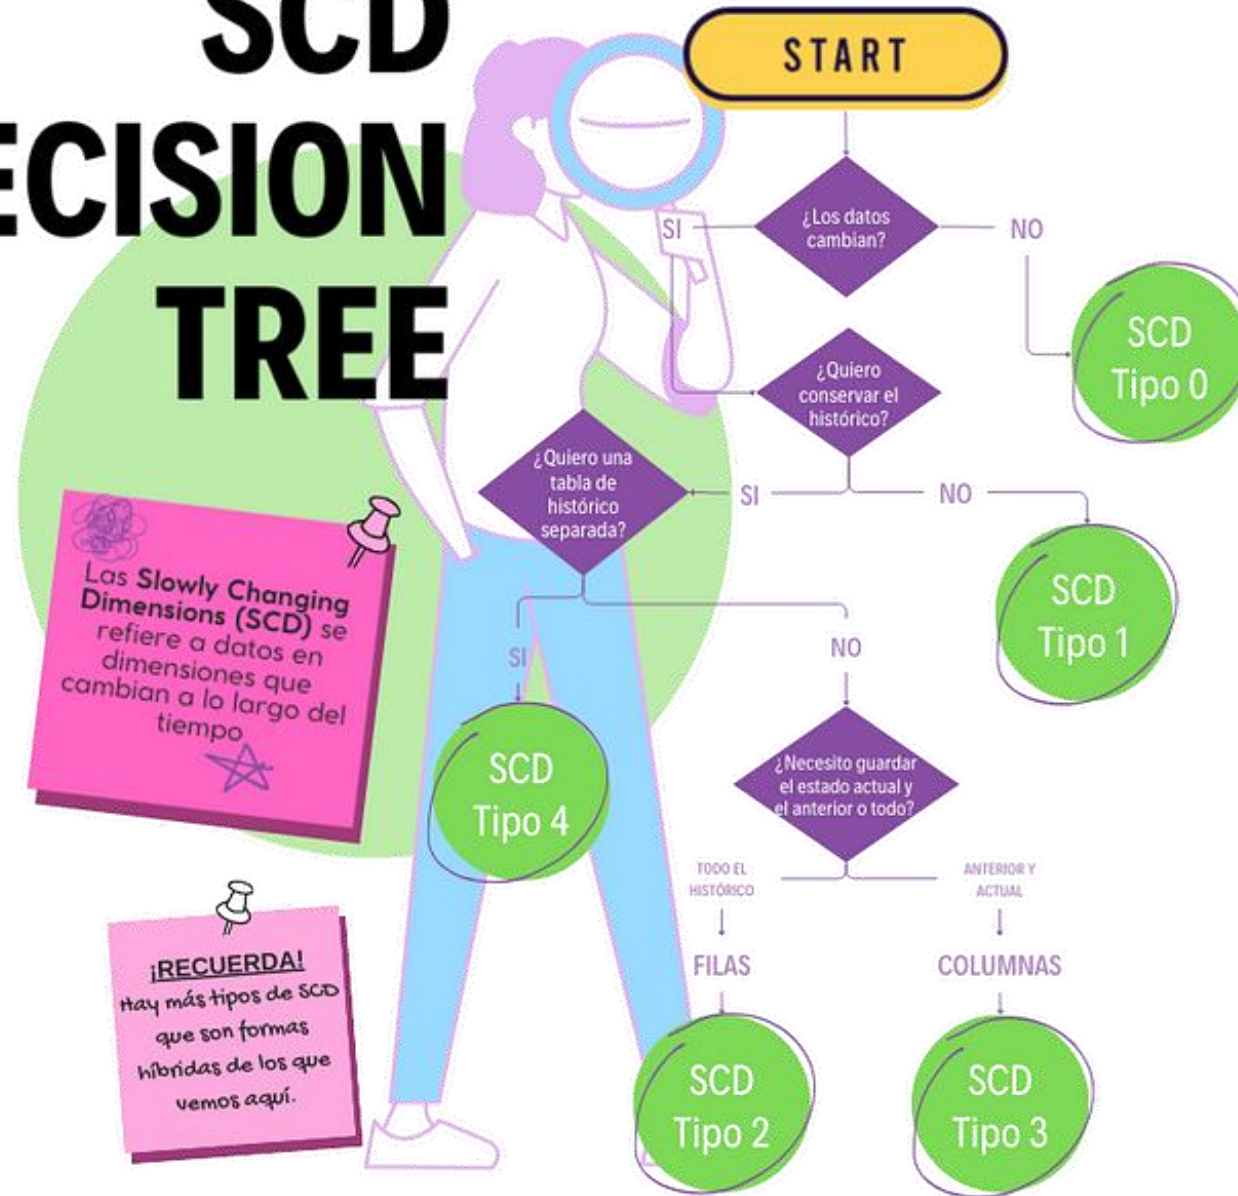 SCD
ECISION
TREE
START
¿Los datos
cambian?
SI
NO
SCD
Tipo 0
¿Quiero
conservar el
histórico?
SI
NO
SCD
Tipo 1
¿Quiero una
tabla de
histórico
separada?
SI
NO
SCD
Tipo 4
¿Necesito guardar
el estado actual y
el anterior o todo?
TODO EL
HISTÓRICO
ANTERIOR Y
ACTUAL
FILAS
COLUMNAS
SCD
Tipo 2
SCD
Tipo 3
Las Slowly Changing
Dimensions (SCD) se
refiere a datos en
dimensiones que
cambian a lo largo del
tiempo
¡RECUERDA!
Hay más tipos de SCD
que son formas
híbridas de los que
vemos aquí.